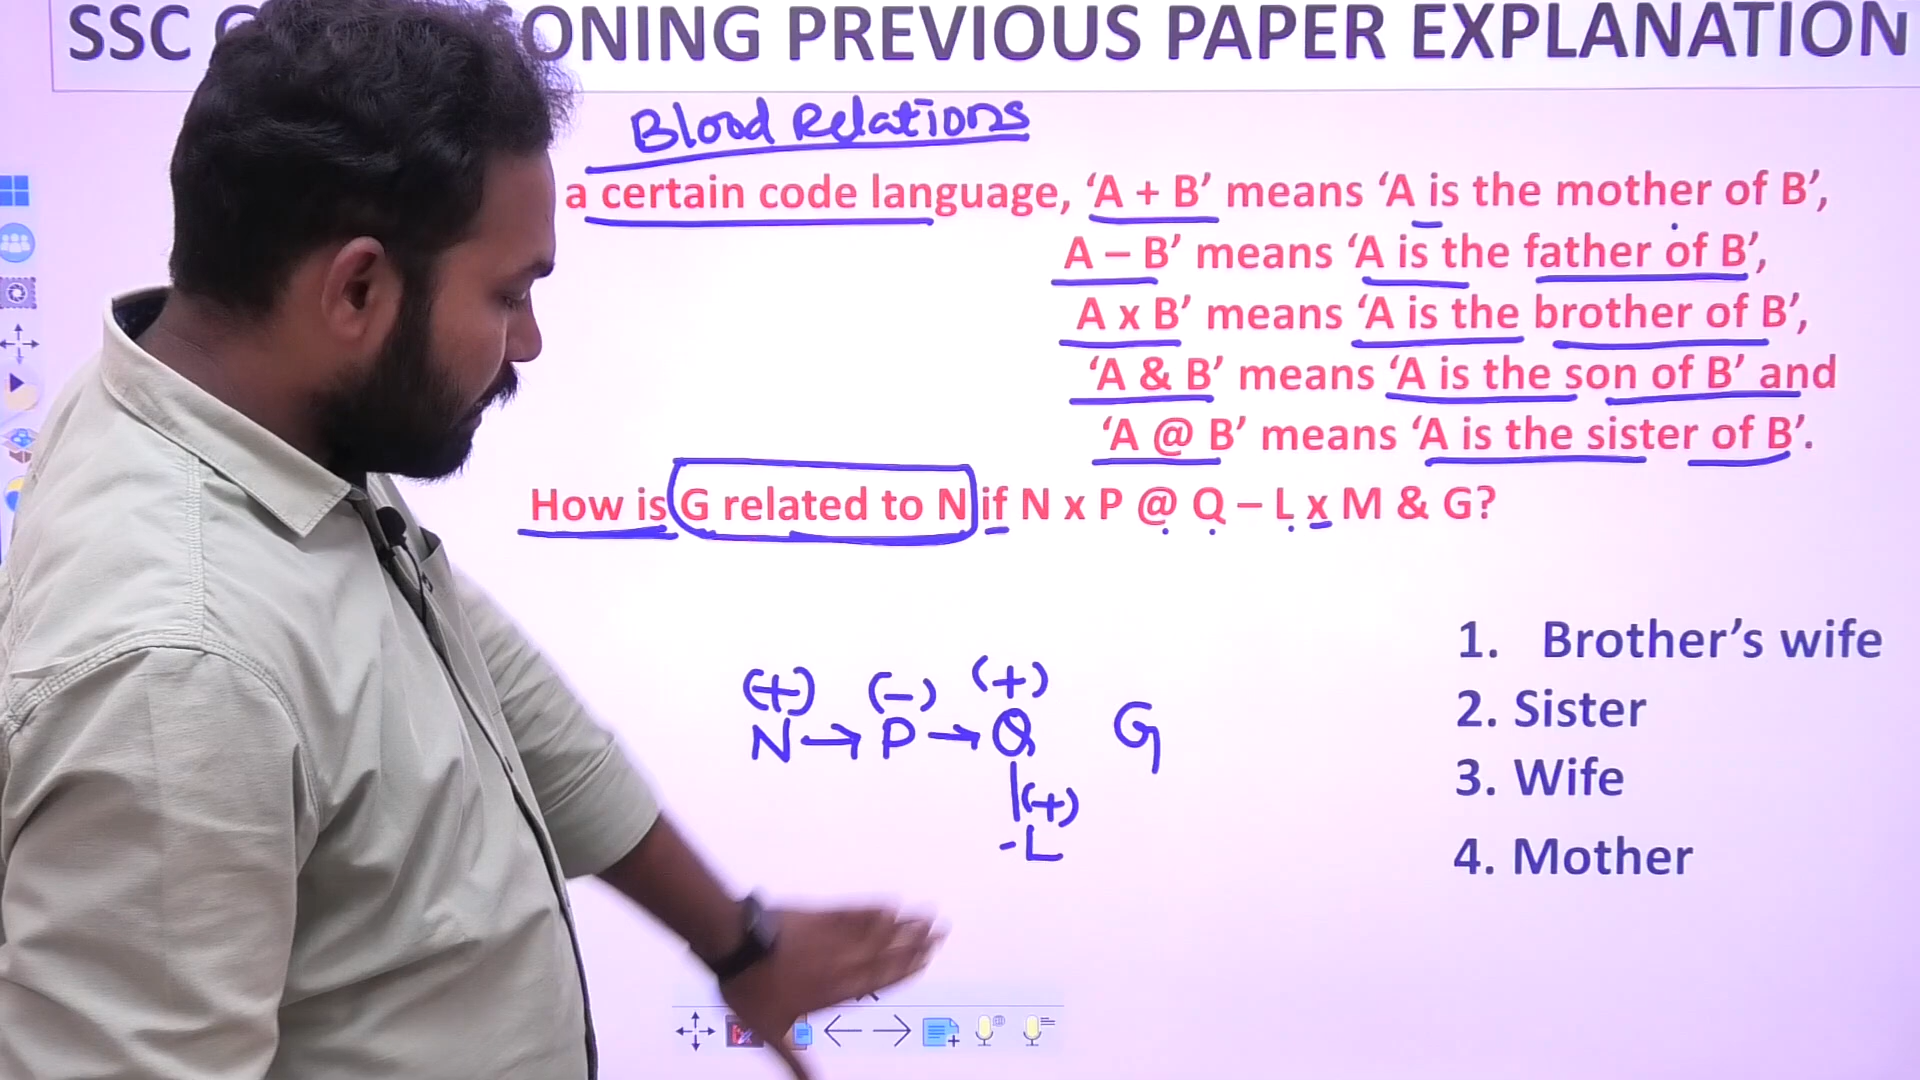 SSC ONING PREVIOUS PAPER EXPLANATION
Blood Relations
a certain code language, ‘A + B’ means ‘A is the mother of B’,
A – B’ means ‘A is the father of B’,
A x B’ means ‘A is the brother of B’,
‘A & B’ means ‘A is the son of B’ and
‘A @ B’ means ‘A is the sister of B’.
How is G related to N if N x P @ Q – L x M & G?
1. Brother’s wife
2. Sister
3. Wife
4. Mother
(+) (-) (+)
N → P → Q G
(+)
-L